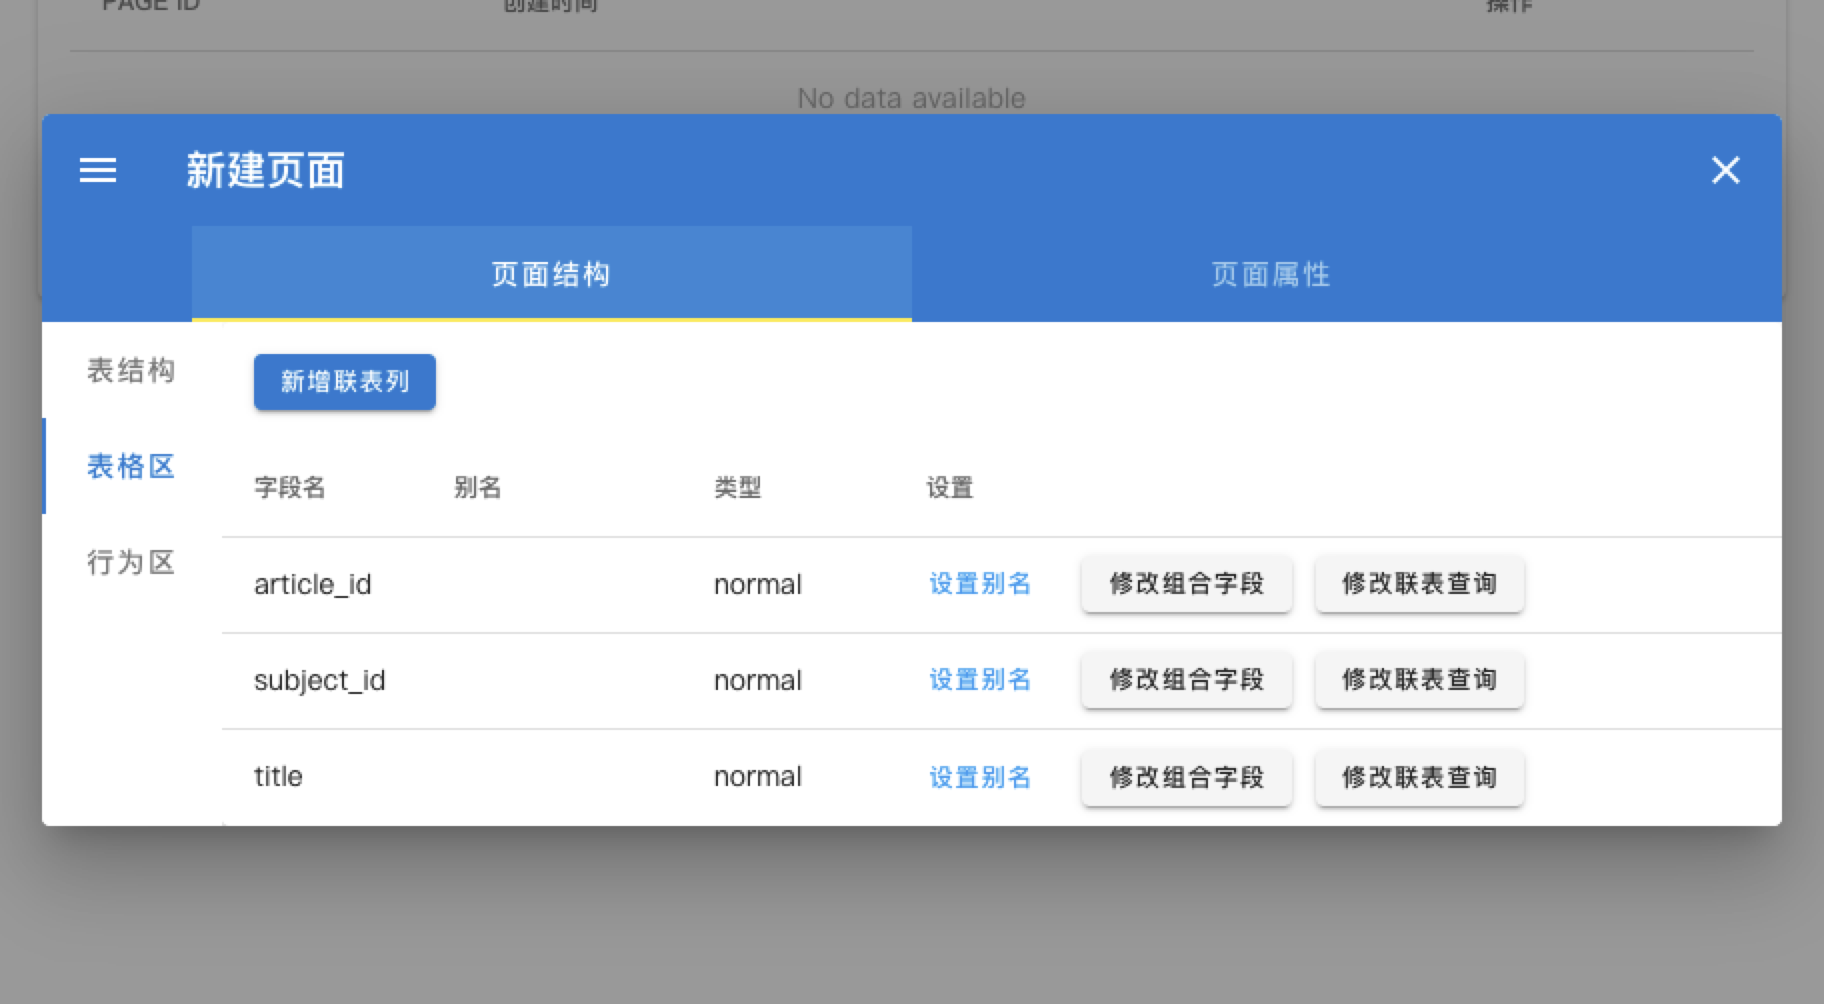 PAGE ID 创建时间 操作
No data available
新建页面
页面结构 页面属性
表结构 新增联表列
表格区
字段名 别名 类型 设置
行为区
article_id normal 设置别名 修改组合字段 修改联表查询
subject_id normal 设置别名 修改组合字段 修改联表查询
title normal 设置别名 修改组合字段 修改联表查询